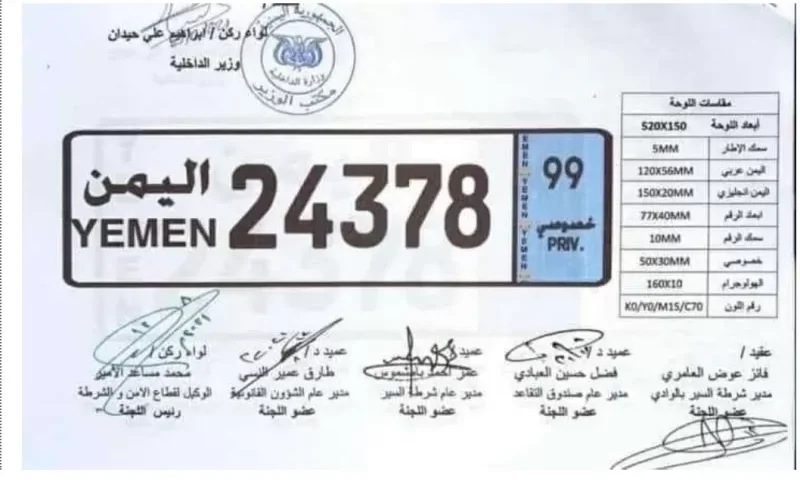 الجمهورية اليمنية
وزارة الداخلية
مكتب الوزير
لواء ركن / ابراهيم علي حيدان
وزير الداخلية
اليمن
YEMEN
24378
YEMEN YEMEN YEMEN
99
خصوصي
PRIV.
مقاسات اللوحة
أبعاد اللوحة 520X150
سمك الإطار 5MM
اليمن عربي 120X56MM
اليمن انجليزي 150X20MM
ابعاد الرقم 77X40MM
سمك الرقم 10MM
خصوصي 50X30MM
الهولوجرام 160X10
رقم اللون K0/Y0/M15/C70
عقيد /
فائز عوض العامري
مدير شرطة السير بالوادي
عضو اللجنة
عميد د /
فضل حسين العبادي
مدير عام صندوق التقاعد
عضو اللجنة
عميد
مدير عام شرطة السير
عضو اللجنة
عميد د /
طارق عمير النسي
مدير عام الشؤون القانونية
عضو اللجنة
لواء ركن /
محمد مساعد الأمير
الوكيل لقطاع الامن و الشرطة
رئيس اللجنة